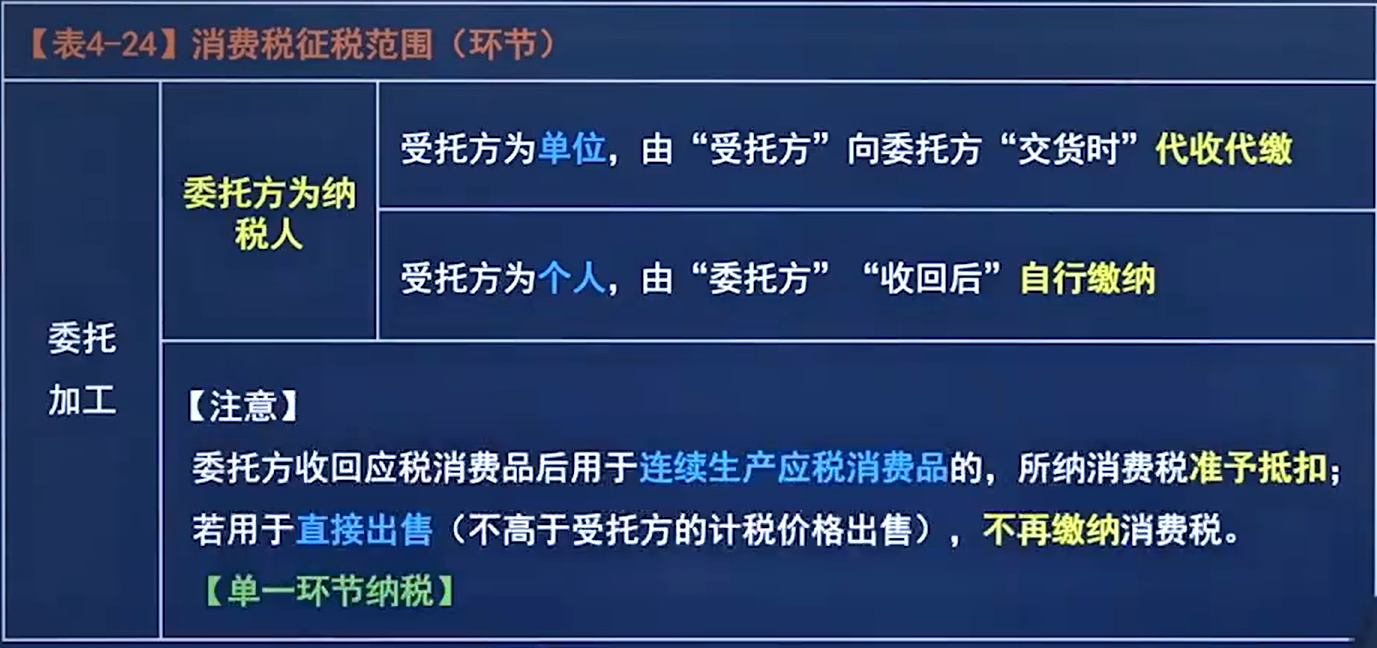 【表4-24】消费税征税范围（环节）
委托
加工
委托方为纳
税人
受托方为单位，由“受托方”向委托方“交货时”代收代缴
受托方为个人，由“委托方”“收回后”自行缴纳
【注意】
委托方收回应税消费品后用于连续生产应税消费品的，所纳消费税准予抵扣；
若用于直接出售（不高于受托方的计税价格出售），不再缴纳消费税。
【单一环节纳税】